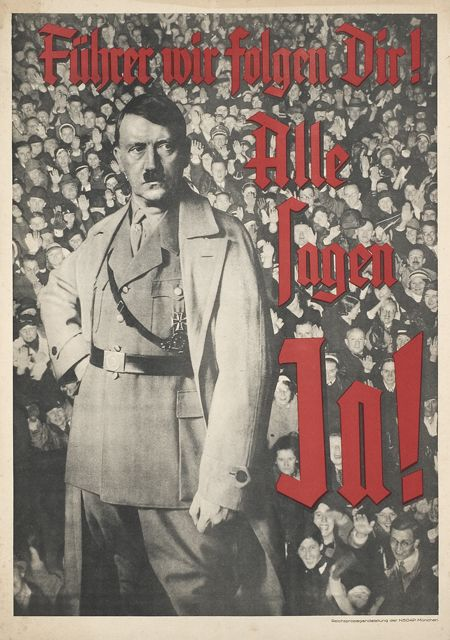 Führer wir folgen Dir!
Alle
sagen
Ja!
Reichspropagandaleitung der NSDAP. München